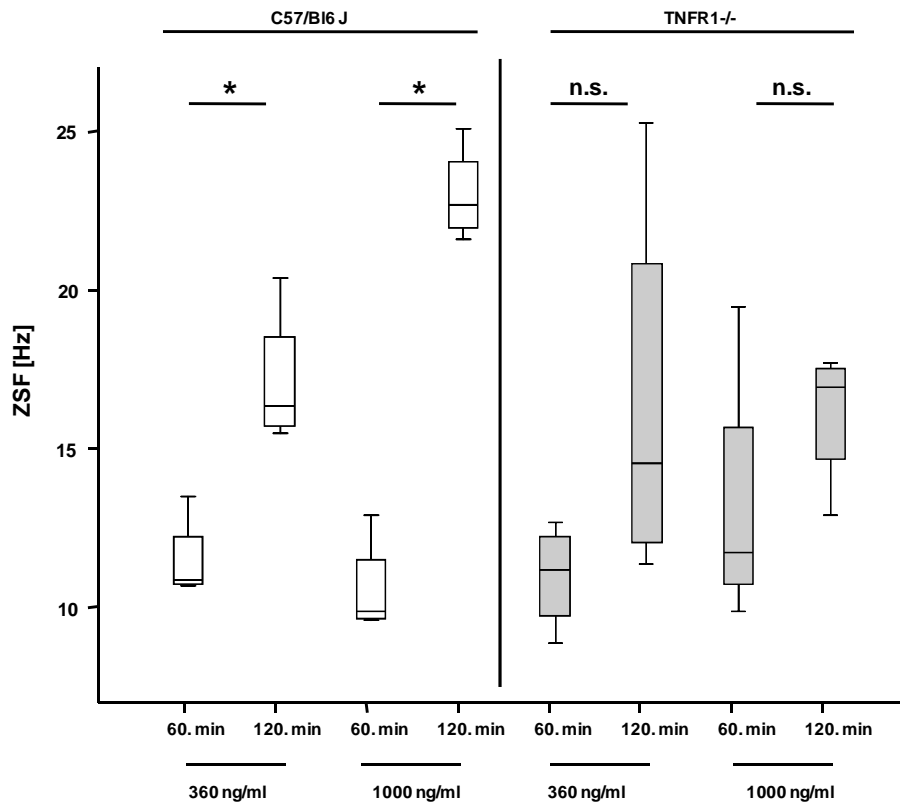 C57/Bl6 J TNFR1-/-
* * n.s. n.s.
25
20
15
10
ZSF [Hz]
60. min 120. min 60. min 120. min 60. min 120. min 60. min 120. min
360 ng/ml 1000 ng/ml 360 ng/ml 1000 ng/ml